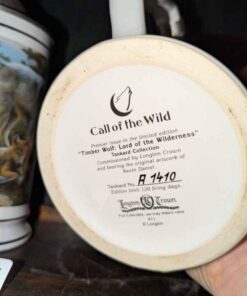 Call of the Wild
Premier issue in the limited edition
"Timber Wolf: Lord of the Wilderness"
Tankard Collection
Commissioned by Longton Crown
and bearing the original artwork of
Kevin Daniel.
Tankard No. A 1410
Edition limit 120 firing days.
Longton Crown
© Longton